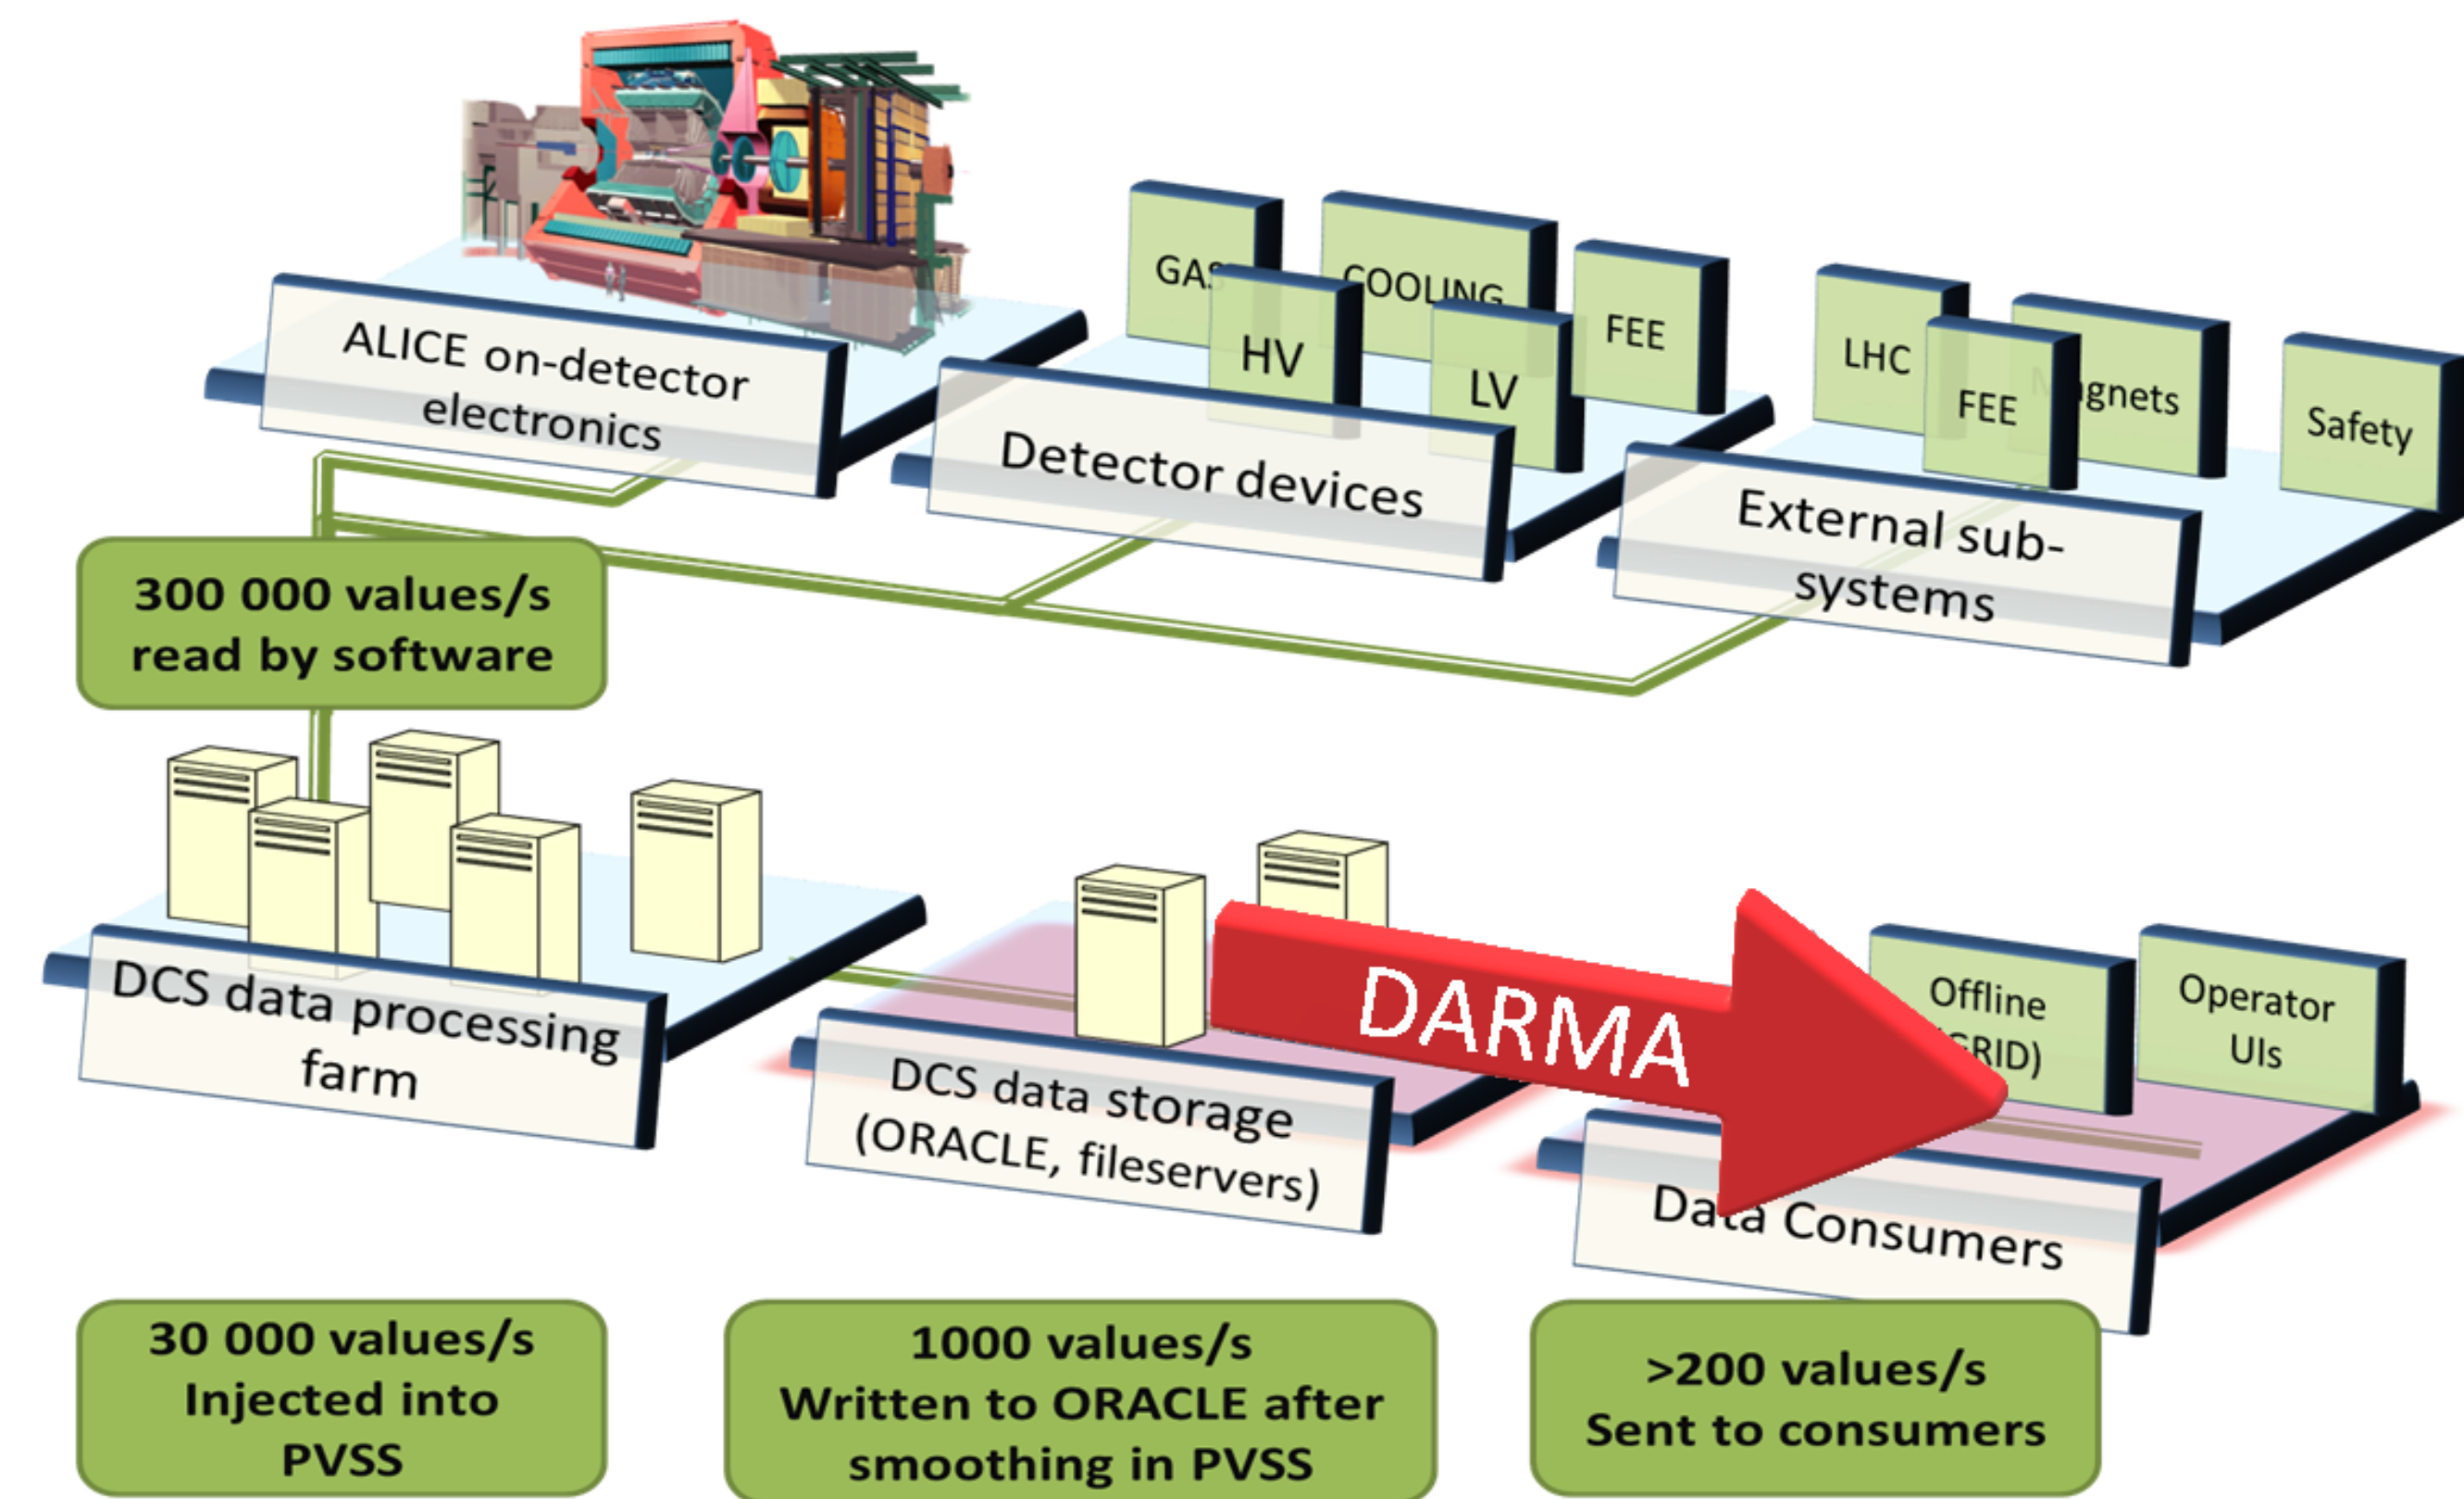 ALICE on-detector
electronics
GAS
HV
COOLING
LV
FEE
Detector devices
LHC
FEE
Magnets
Safety
External sub-
systems
300 000 values/s
read by software
DCS data processing
farm
DCS data storage
(ORACLE, fileservers)
DARMA
Offline
(GRID)
Operator
UIs
Data Consumers
30 000 values/s
Injected into
PVSS
1000 values/s
Written to ORACLE after
smoothing in PVSS
>200 values/s
Sent to consumers